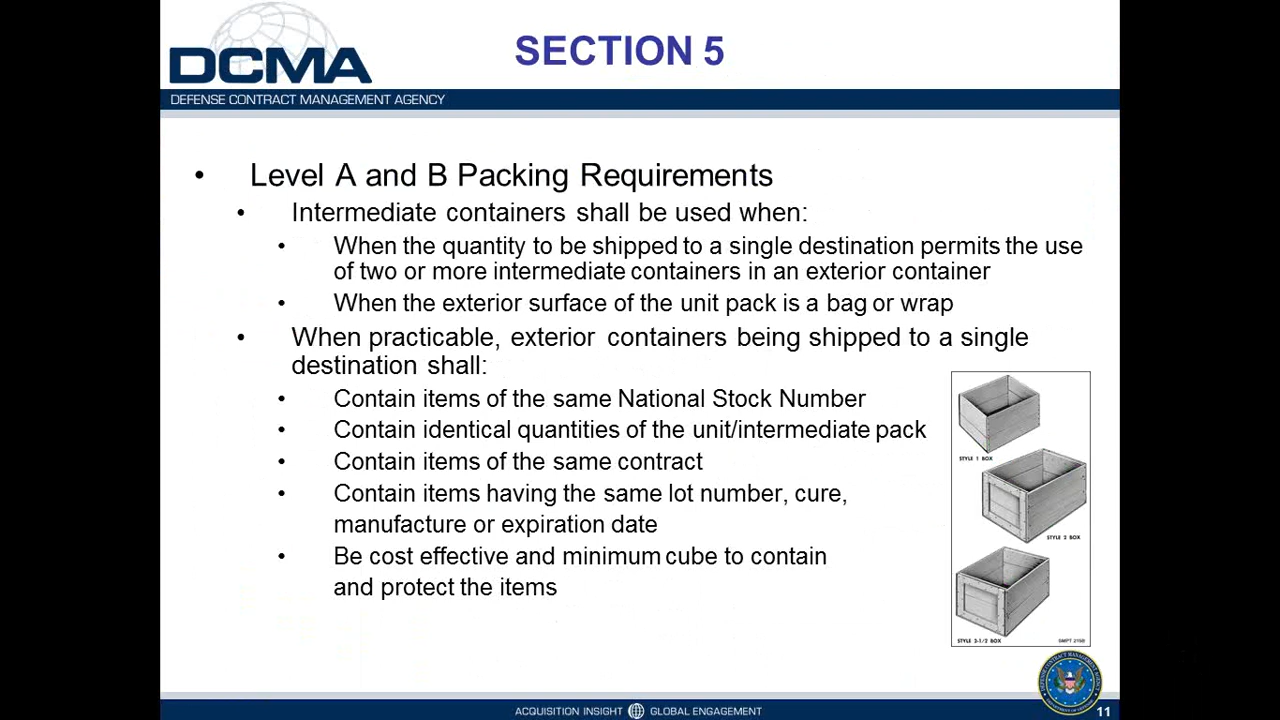 DCMA
DEFENSE CONTRACT MANAGEMENT AGENCY
SECTION 5
• Level A and B Packing Requirements
• Intermediate containers shall be used when:
• When the quantity to be shipped to a single destination permits the use
of two or more intermediate containers in an exterior container
• When the exterior surface of the unit pack is a bag or wrap
• When practicable, exterior containers being shipped to a single
destination shall:
• Contain items of the same National Stock Number
• Contain identical quantities of the unit/intermediate pack
• Contain items of the same contract
• Contain items having the same lot number, cure,
manufacture or expiration date
• Be cost effective and minimum cube to contain
and protect the items
STYLE 1 BOX
STYLE 2 BOX
STYLE 2-1/2 BOX
ACQUISITION INSIGHT GLOBAL ENGAGEMENT
11